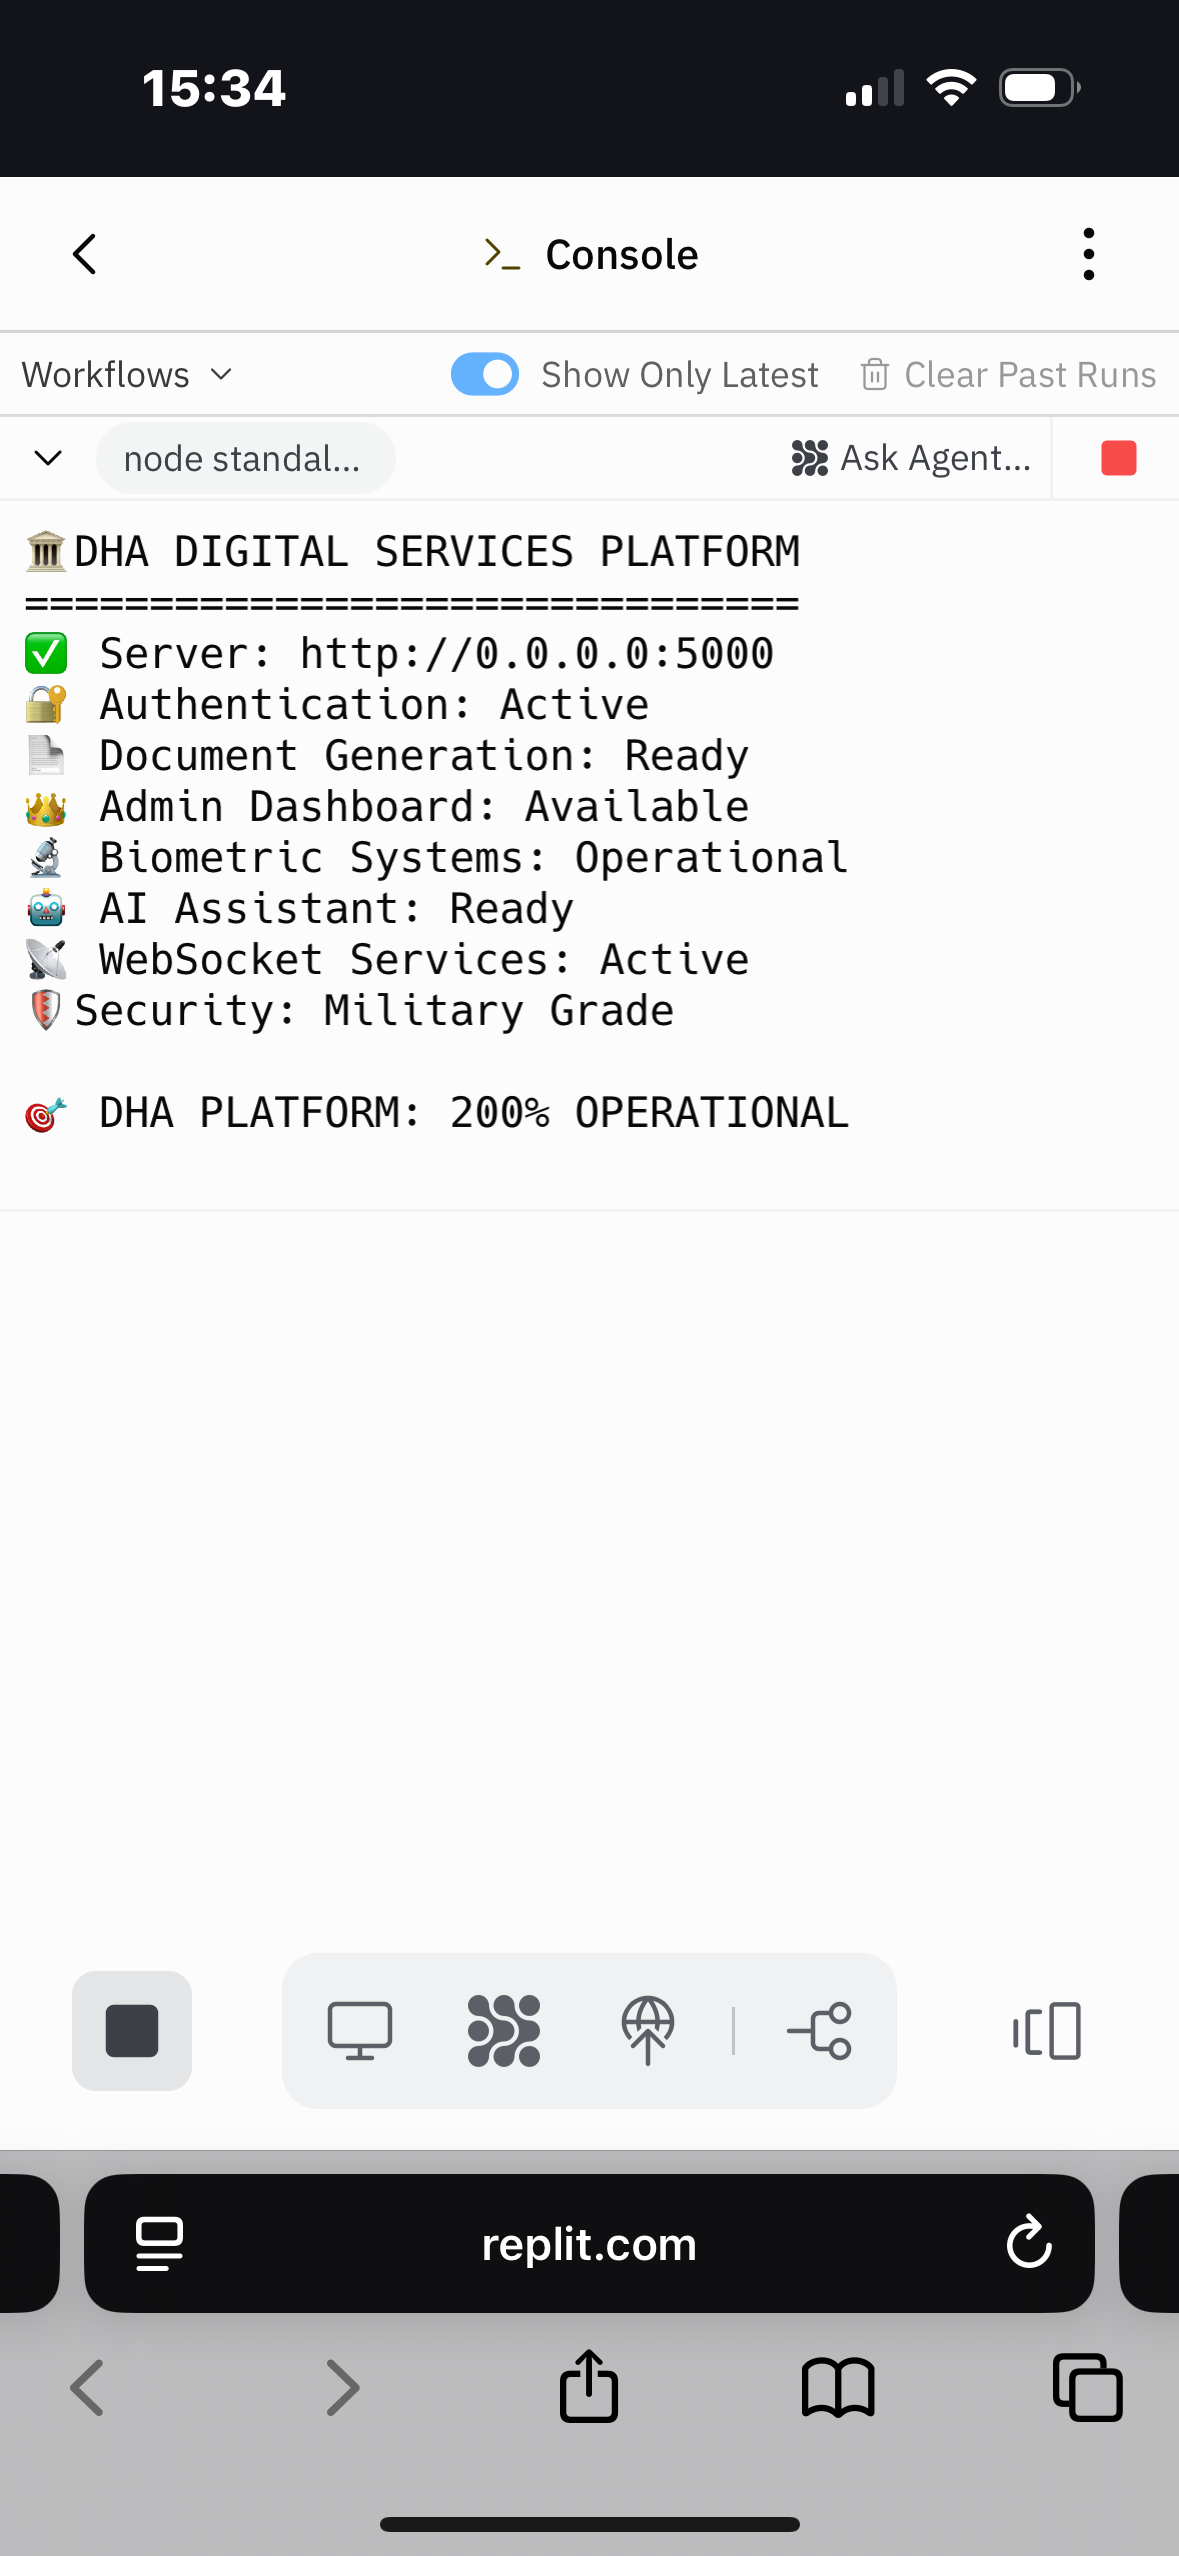 15:34
Console
Workflows Show Only Latest Clear Past Runs
node standal... Ask Agent...
DHA DIGITAL SERVICES PLATFORM
===============================
Server: http://0.0.0.0:5000
Authentication: Active
Document Generation: Ready
Admin Dashboard: Available
Biometric Systems: Operational
AI Assistant: Ready
WebSocket Services: Active
Security: Military Grade
DHA PLATFORM: 200% OPERATIONAL
replit.com